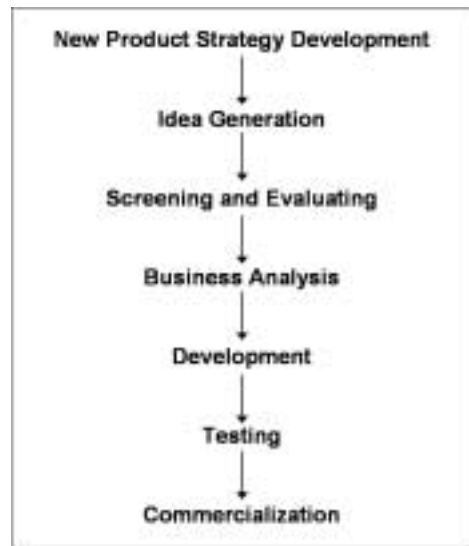 New Product Strategy Development
Idea Generation
Screening and Evaluating
Business Analysis
Development
Testing
Commercialization